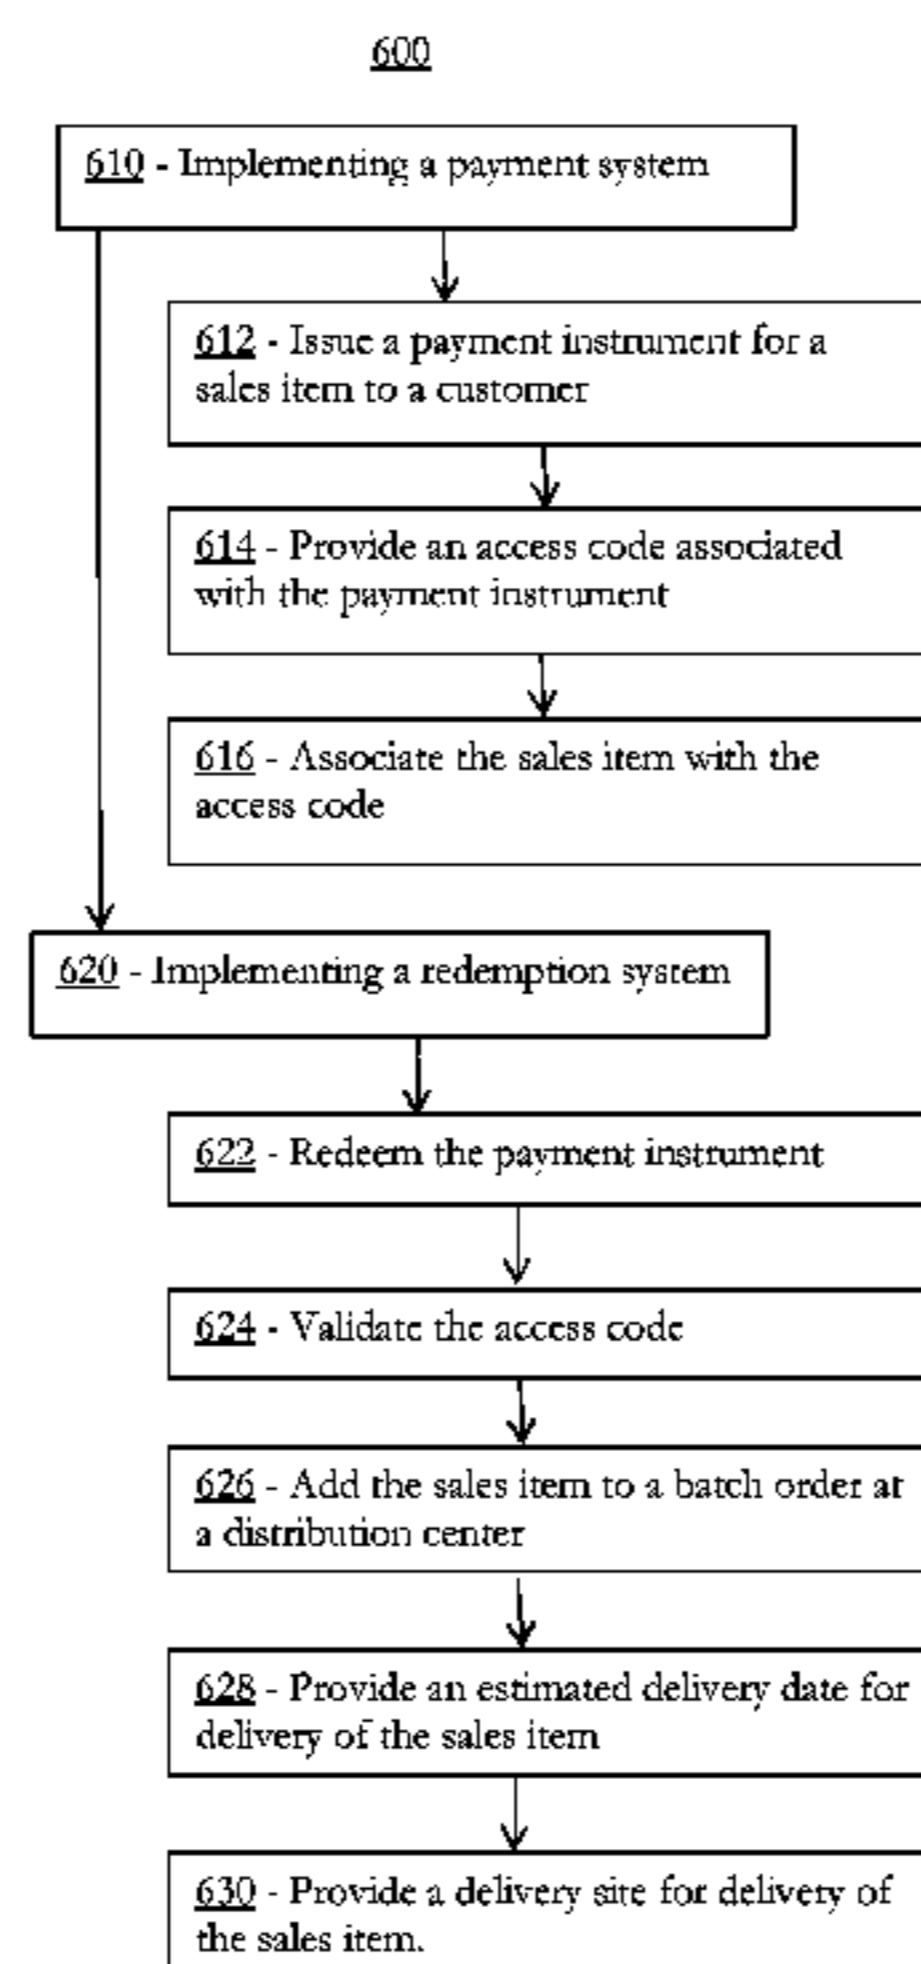 600
610 - Implementing a payment system
612 - Issue a payment instrument for a
sales item to a customer
614 - Provide an access code associated
with the payment instrument
616 - Associate the sales item with the
access code
620 - Implementing a redemption system
622 - Redeem the payment instrument
624 - Validate the access code
626 - Add the sales item to a batch order at
a distribution center
628 - Provide an estimated delivery date for
delivery of the sales item
630 - Provide a delivery site for delivery of
the sales item.